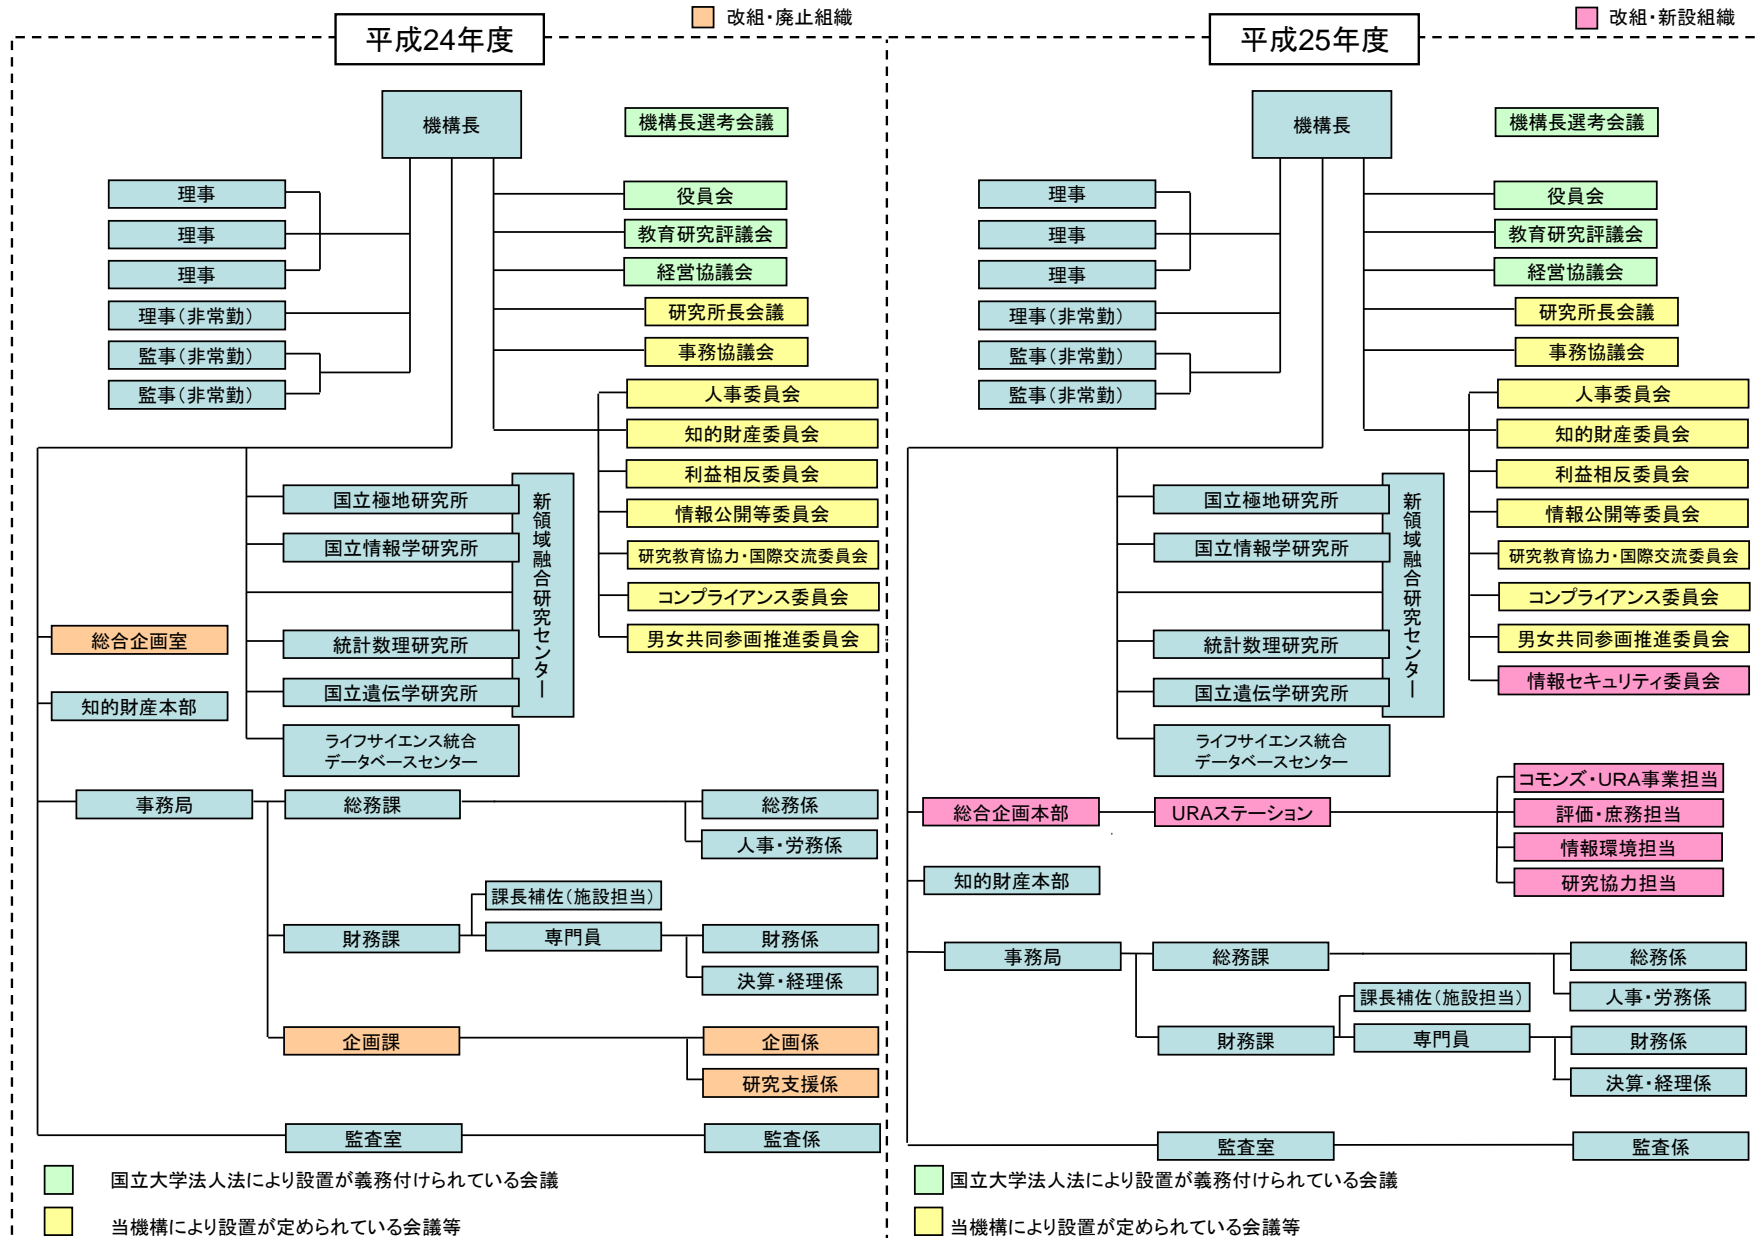 改組・廃止組織
平成24年度
機構長
機構長選考会議
理事
理事
理事
理事（非常勤）
監事（非常勤）
監事（非常勤）
役員会
教育研究評議会
経営協議会
研究所長会議
事務協議会
人事委員会
知的財産委員会
利益相反委員会
情報公開等委員会
研究教育協力・国際交流委員会
コンプライアンス委員会
男女共同参画推進委員会
国立極地研究所
国立情報学研究所
新領域融合研究センター
統計数理研究所
国立遺伝学研究所
ライフサイエンス統合
データベースセンター
総合企画室
知的財産本部
事務局
総務課
総務係
人事・労務係
課長補佐（施設担当）
財務課
専門員
財務係
決算・経理係
企画課
企画係
研究支援係
監査室
監査係
国立大学法人法により設置が義務付けられている会議
当機構により設置が定められている会議等
改組・新設組織
平成25年度
機構長
機構長選考会議
理事
理事
理事
理事（非常勤）
監事（非常勤）
監事（非常勤）
役員会
教育研究評議会
経営協議会
研究所長会議
事務協議会
人事委員会
知的財産委員会
利益相反委員会
情報公開等委員会
研究教育協力・国際交流委員会
コンプライアンス委員会
男女共同参画推進委員会
情報セキュリティ委員会
国立極地研究所
国立情報学研究所
新領域融合研究センター
統計数理研究所
国立遺伝学研究所
ライフサイエンス統合
データベースセンター
総合企画本部
URAステーション
コモンズ・URA事業担当
評価・庶務担当
情報環境担当
研究協力担当
知的財産本部
事務局
総務課
総務係
人事・労務係
課長補佐（施設担当）
財務課
専門員
財務係
決算・経理係
監査室
監査係
国立大学法人法により設置が義務付けられている会議
当機構により設置が定められている会議等